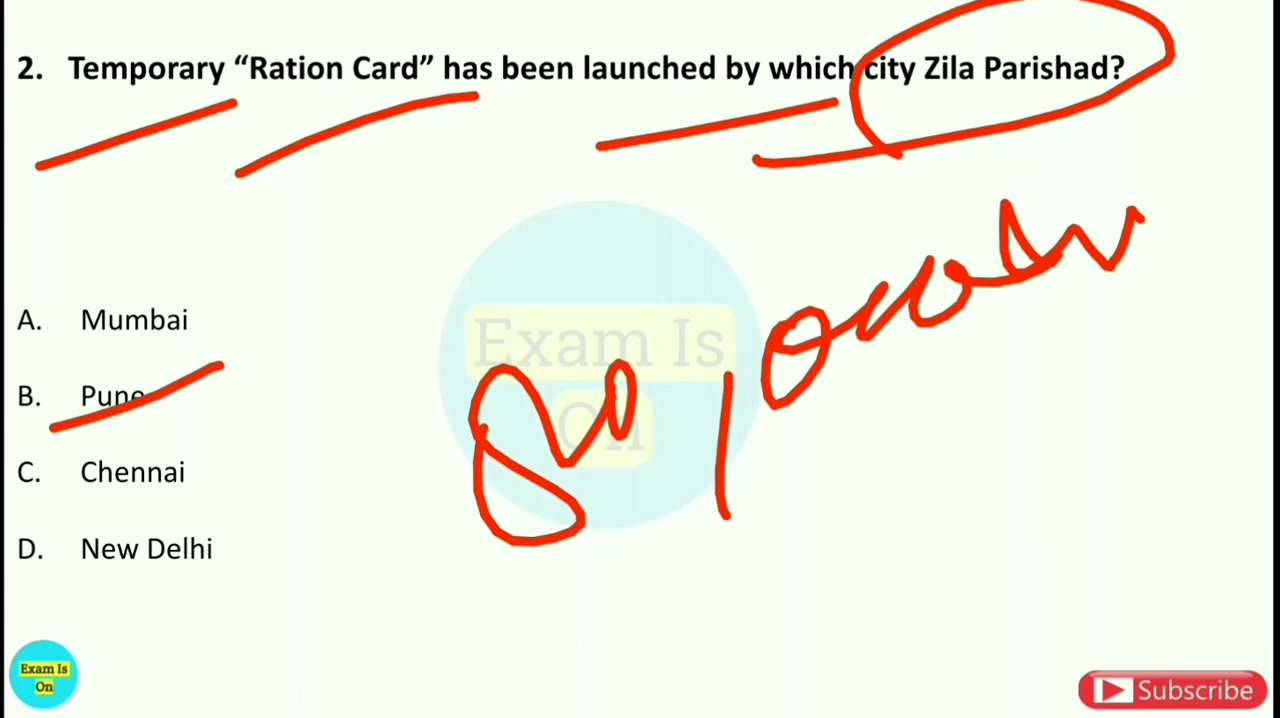 2. Temporary “Ration Card” has been launched by which city Zila Parishad?
Exam Is
On
A. Mumbai
B. Pune
C. Chennai
D. New Delhi
Exam Is
On
Subscribe